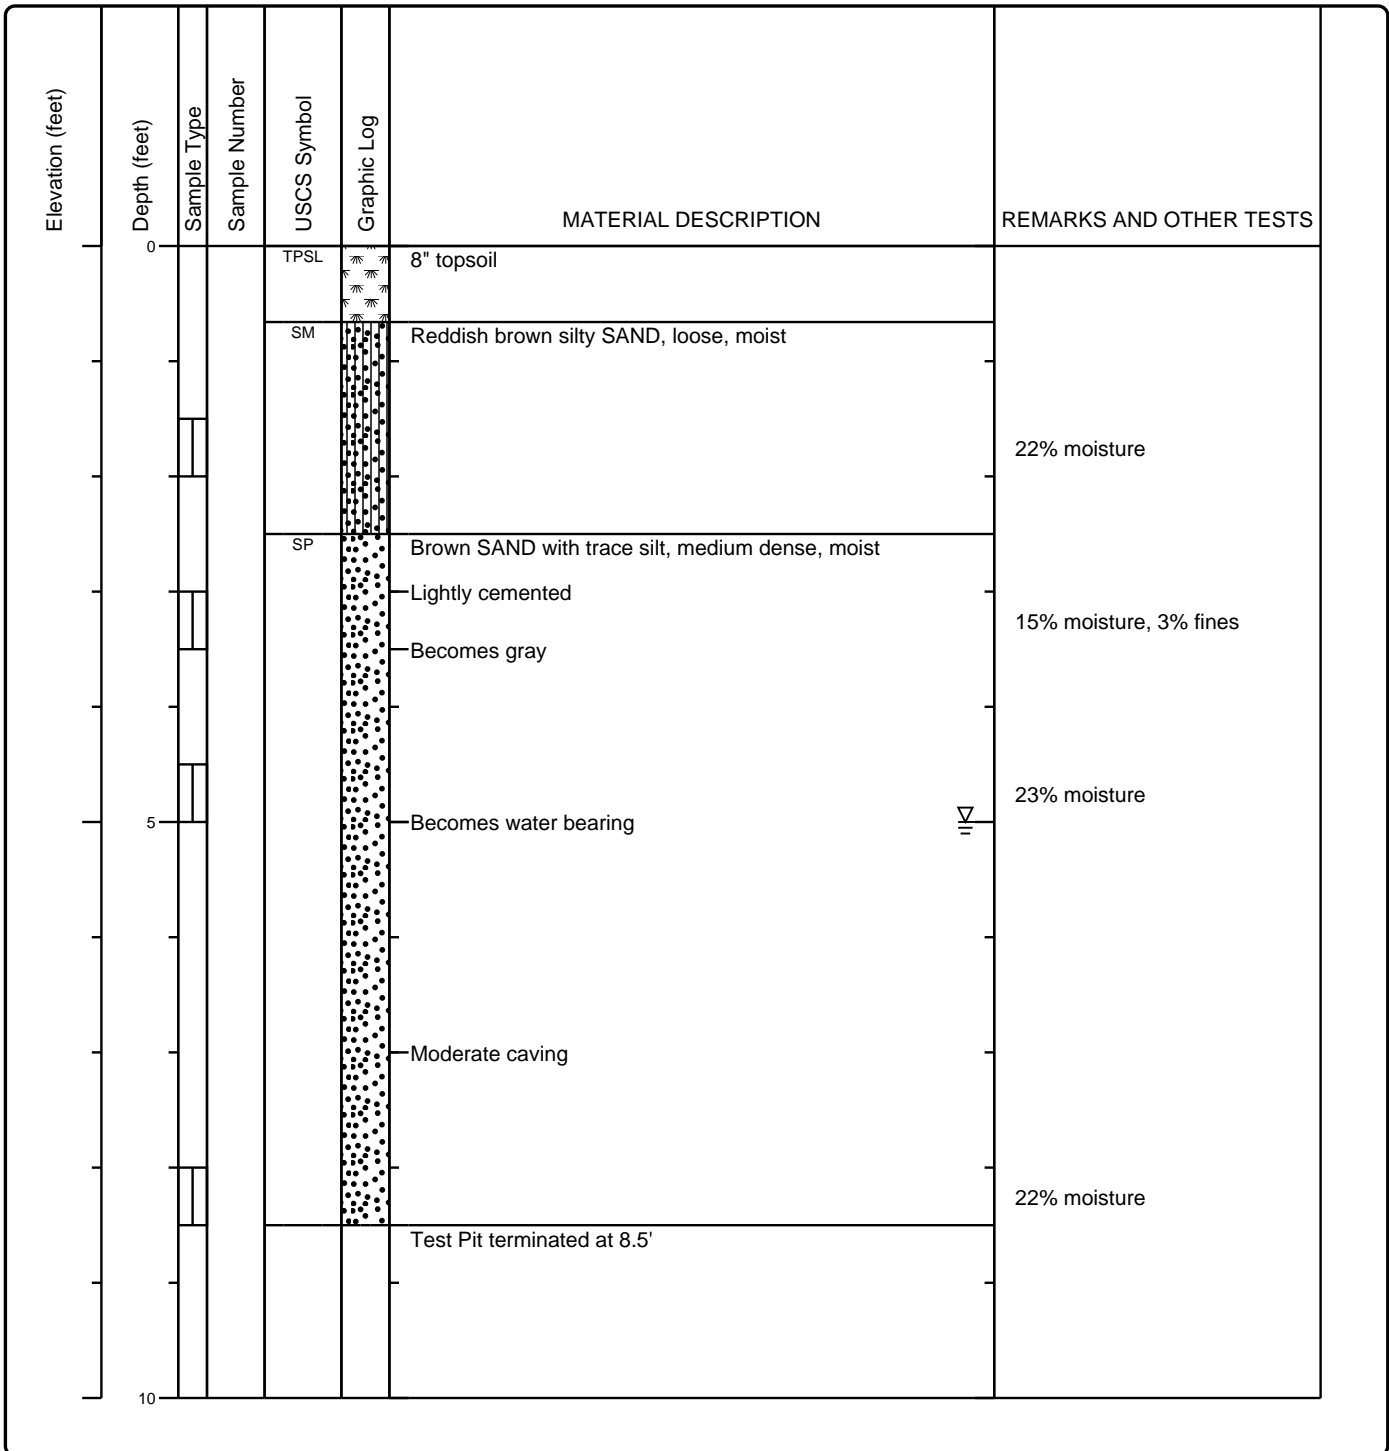 Elevation (feet)
Depth (feet)
Sample Type
Sample Number
USCS Symbol
Graphic Log
MATERIAL DESCRIPTION
REMARKS AND OTHER TESTS
0
TPSL
8" topsoil
SM
Reddish brown silty SAND, loose, moist
22% moisture
SP
Brown SAND with trace silt, medium dense, moist
Lightly cemented
15% moisture, 3% fines
Becomes gray
23% moisture
5
Becomes water bearing
Moderate caving
22% moisture
Test Pit terminated at 8.5'
10